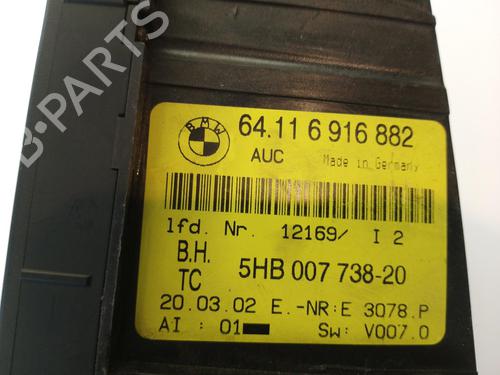 B-PARTS
BMW
64.11 6 916 882
AUC Made in Germany
lfd. Nr. 12169/ I 2
B.H.
TC 5HB 007 738-20
20.03.02 E.-NR:E 3078.P
AI : 01 Sw: V007.0